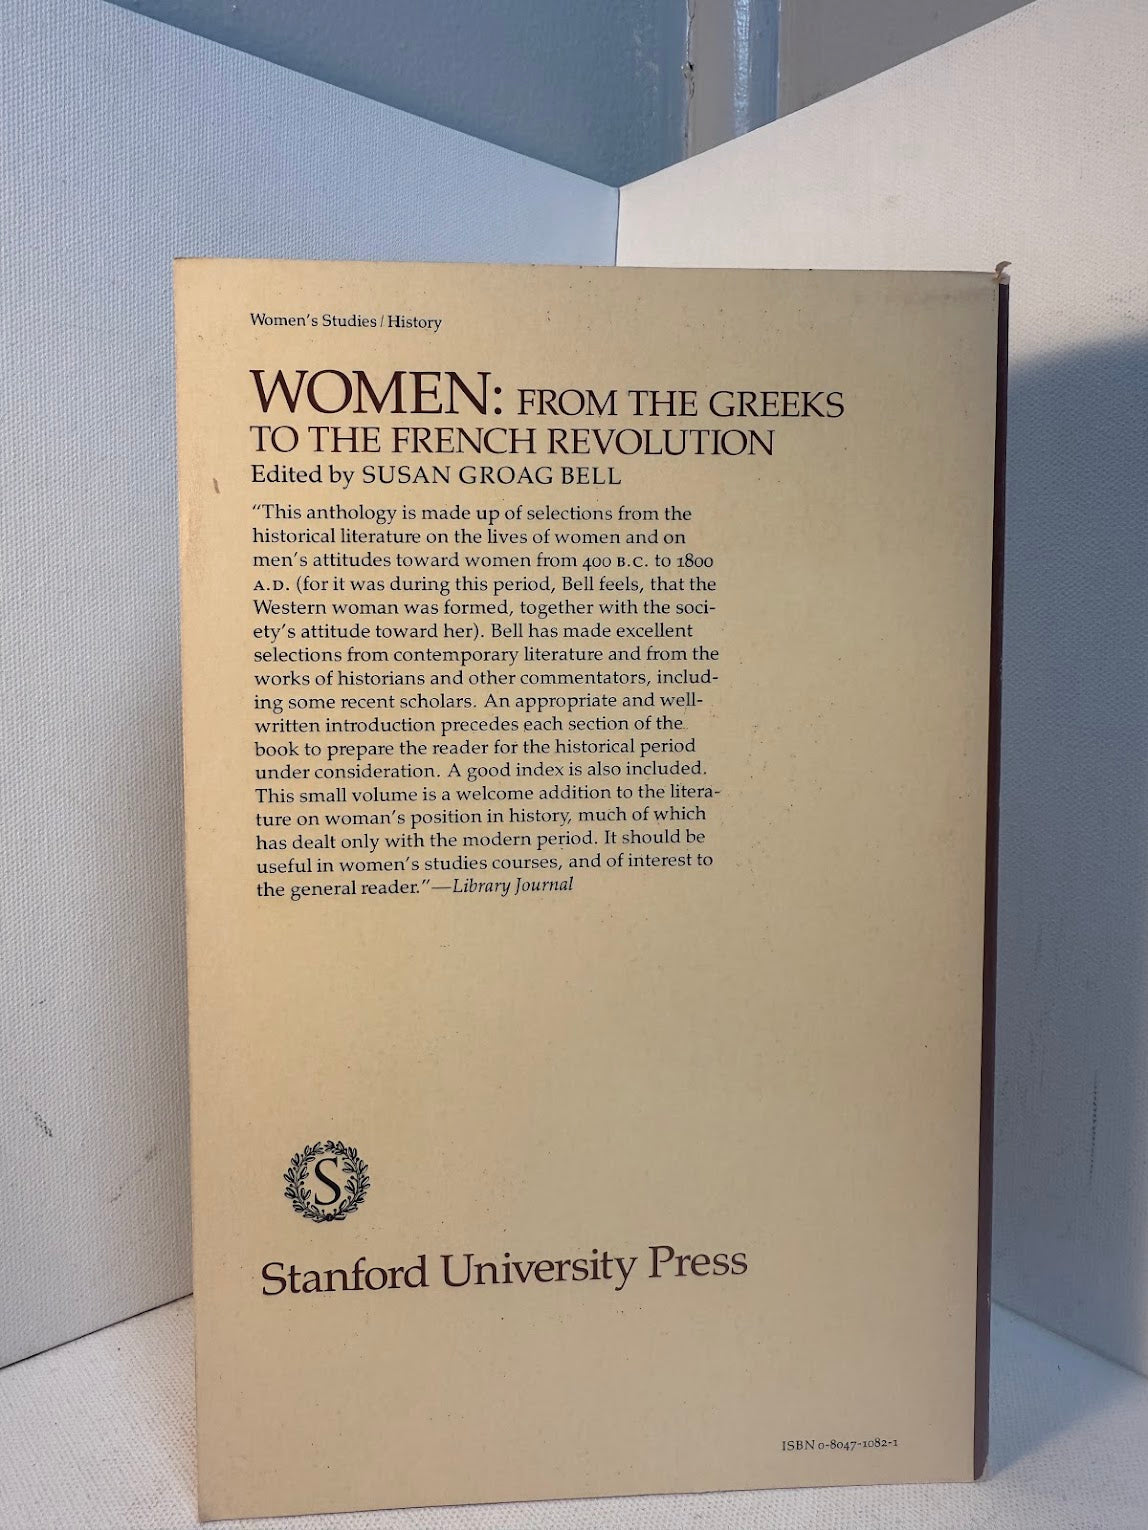 Women's Studies / History
WOMEN: FROM THE GREEKS
TO THE FRENCH REVOLUTION
Edited by SUSAN GROAG BELL
"This anthology is made up of selections from the
historical literature on the lives of women and on
men's attitudes toward women from 400 B.C. to 1800
A.D. (for it was during this period, Bell feels, that the
Western woman was formed, together with the soci-
ety's attitude toward her). Bell has made excellent
selections from contemporary literature and from the
works of historians and other commentators, includ-
ing some recent scholars. An appropriate and well-
written introduction precedes each section of the
book to prepare the reader for the historical period
under consideration. A good index is also included.
This small volume is a welcome addition to the litera-
ture on woman's position in history, much of which
has dealt only with the modern period. It should be
useful in women's studies courses, and of interest to
the general reader."—Library Journal
S
Stanford University Press
ISBN 0-8047-1082-1